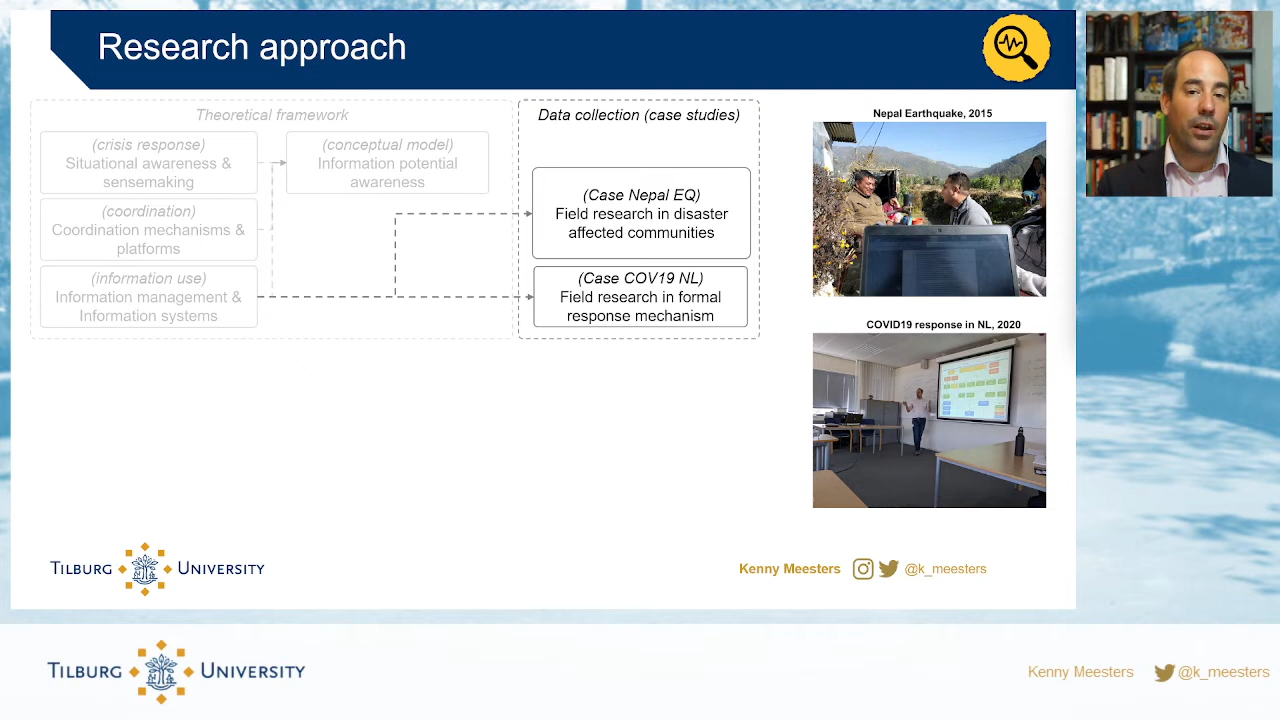 Research approach
Theoretical framework
(crisis response)
Situational awareness &
sensemaking
(conceptual model)
Information potential
awareness
(coordination)
Coordination mechanisms &
platforms
(information use)
Information management &
Information systems
Data collection (case studies)
(Case Nepal EQ)
Field research in disaster
affected communities
(Case COV19 NL)
Field research in formal
response mechanism
Nepal Earthquake, 2015
COVID19 response in NL, 2020
TILBURG UNIVERSITY
Kenny Meesters @k_meesters
TILBURG UNIVERSITY
Kenny Meesters @k_meesters